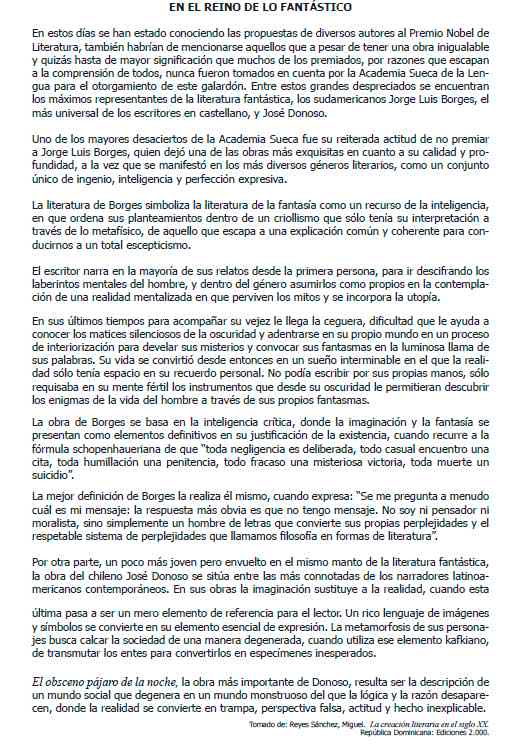 EN EL REINO DE LO FANTÁSTICO
En estos días se han estado conociendo las propuestas de diversos autores al Premio Nobel de
Literatura, también habrían de mencionarse aquellos que a pesar de tener una obra inigualable
y quizás hasta de mayor significación que muchos de los premiados, por razones que escapan
a la comprensión de todos, nunca fueron tomados en cuenta por la Academia Sueca de la Len-
gua para el otorgamiento de este galardón. Entre estos grandes despreciados se encuentran
los máximos representantes de la literatura fantástica, los sudamericanos Jorge Luis Borges, el
más universal de los escritores en castellano, y José Donoso.
Uno de los mayores desaciertos de la Academia Sueca fue su reiterada actitud de no premiar
a Jorge Luis Borges, quien dejó una de las obras más exquisitas en cuanto a su calidad y pro-
fundidad, a la vez que se manifestó en los más diversos géneros literarios, como un conjunto
único de ingenio, inteligencia y perfección expresiva.
La literatura de Borges simboliza la literatura de la fantasía como un recurso de la inteligencia,
en que ordena sus planteamientos dentro de un criollismo que sólo tenía su interpretación a
través de lo metafísico, de aquello que escapa a una explicación común y coherente para con-
ducirnos a un total escepticismo.
El escritor narra en la mayoría de sus relatos desde la primera persona, para ir descifrando los
laberintos mentales del hombre, y dentro del género asumirlos como propios en la contempla-
ción de una realidad mentalizada en que perviven los mitos y se incorpora la utopía.
En sus últimos tiempos para acompañar su vejez le llega la ceguera, dificultad que le ayuda a
conocer los matices silenciosos de la oscuridad y adentrarse en su propio mundo en un proceso
de interiorización para develar sus misterios y convocar sus fantasmas en la luminosa llama de
sus palabras. Su vida se convirtió desde entonces en un sueño interminable en el que la reali-
dad sólo tenía espacio en su recuerdo personal. No podía escribir por sus propias manos, sólo
requisaba en su mente fértil los instrumentos que desde su oscuridad le permitieran descubrir
los enigmas de la vida del hombre a través de sus propios fantasmas.
La obra de Borges se basa en la inteligencia crítica, donde la imaginación y la fantasía se
presentan como elementos definitivos en su justificación de la existencia, cuando recurre a la
fórmula schopenhaueriana de que “toda negligencia es deliberada, todo casual encuentro una
cita, toda humillación una penitencia, todo fracaso una misteriosa victoria, toda muerte un
suicidio”.
La mejor definición de Borges la realiza él mismo, cuando expresa: “Se me pregunta a menudo
cuál es mi mensaje: la respuesta más obvia es que no tengo mensaje. No soy ni pensador ni
moralista, sino simplemente un hombre de letras que convierte sus propias perplejidades y el
respetable sistema de perplejidades que llamamos filosofía en formas de literatura”.
Por otra parte, un poco más joven pero envuelto en el mismo manto de la literatura fantástica,
la obra del chileno José Donoso se sitúa entre las más connotadas de los narradores latinoa-
mericanos contemporáneos. En sus obras la imaginación sustituye a la realidad, cuando esta
última pasa a ser un mero elemento de referencia para el lector. Un rico lenguaje de imágenes
y símbolos se convierte en su elemento esencial de expresión. La metamorfosis de sus persona-
jes busca calcar la sociedad de una manera degenerada, cuando utiliza ese elemento kafkiano,
de transmutar los entes para convertirlos en especímenes inesperados.
El obsceno pájaro de la noche, la obra más importante de Donoso, resulta ser la descripción de
un mundo social que degenera en un mundo monstruoso del que la lógica y la razón desapare-
cen, donde la realidad se convierte en trampa, perspectiva falsa, actitud y hecho inexplicable.
Tomado de: Reyes Sánchez, Miguel. La creación literaria en el siglo XX.
República Dominicana: Ediciones 2.000.